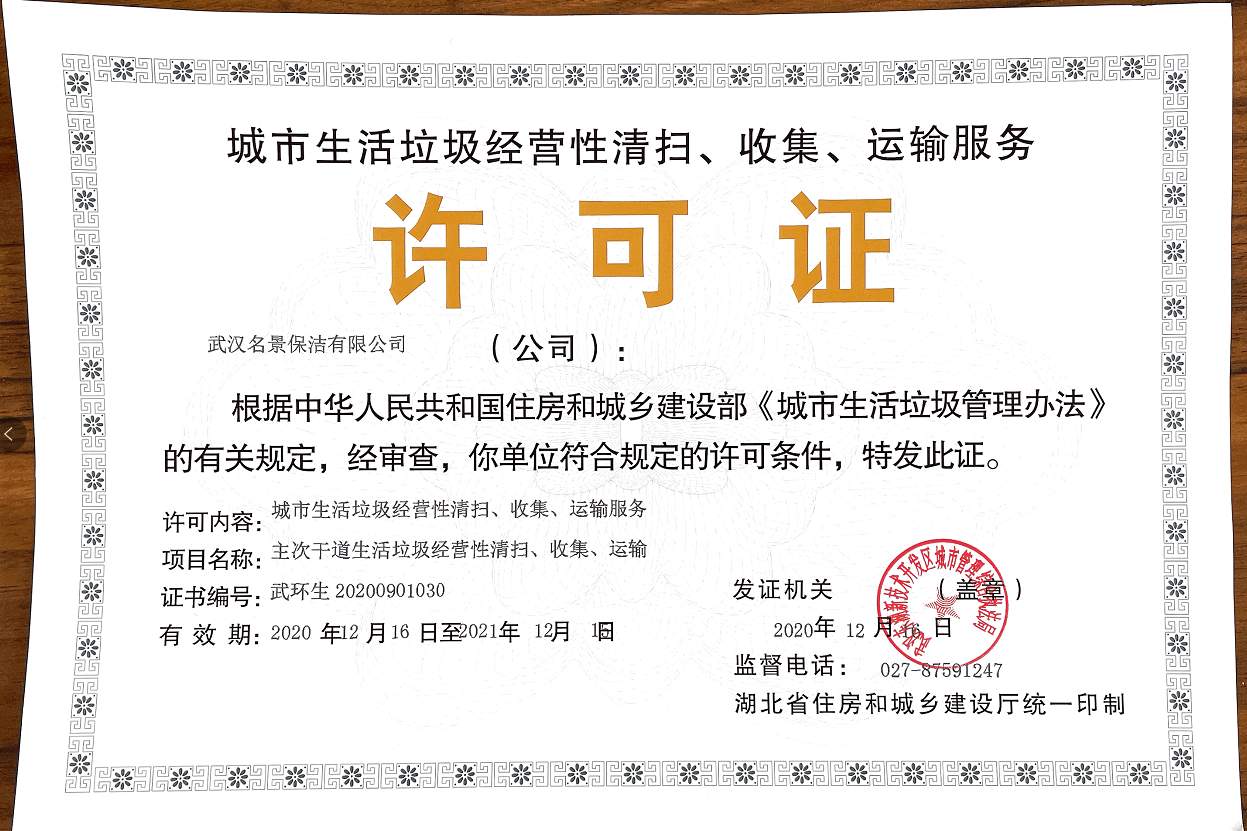 城市生活垃圾经营性清扫、收集、运输服务
许可证
武汉名景保洁有限公司 （公司）：
根据中华人民共和国住房和城乡建设部《城市生活垃圾管理办法》
的有关规定，经审查，你单位符合规定的许可条件，特发此证。
许可内容：城市生活垃圾经营性清扫、收集、运输服务
项目名称：主次干道生活垃圾经营性清扫、收集、运输
证书编号：武环生 20200901030
有效期：2020 年12 月16 日至2021年 12月 15日
发证机关 （盖章）
2020年 12 月 16 日
监督电话：027-87591247
湖北省住房和城乡建设厅统一印制